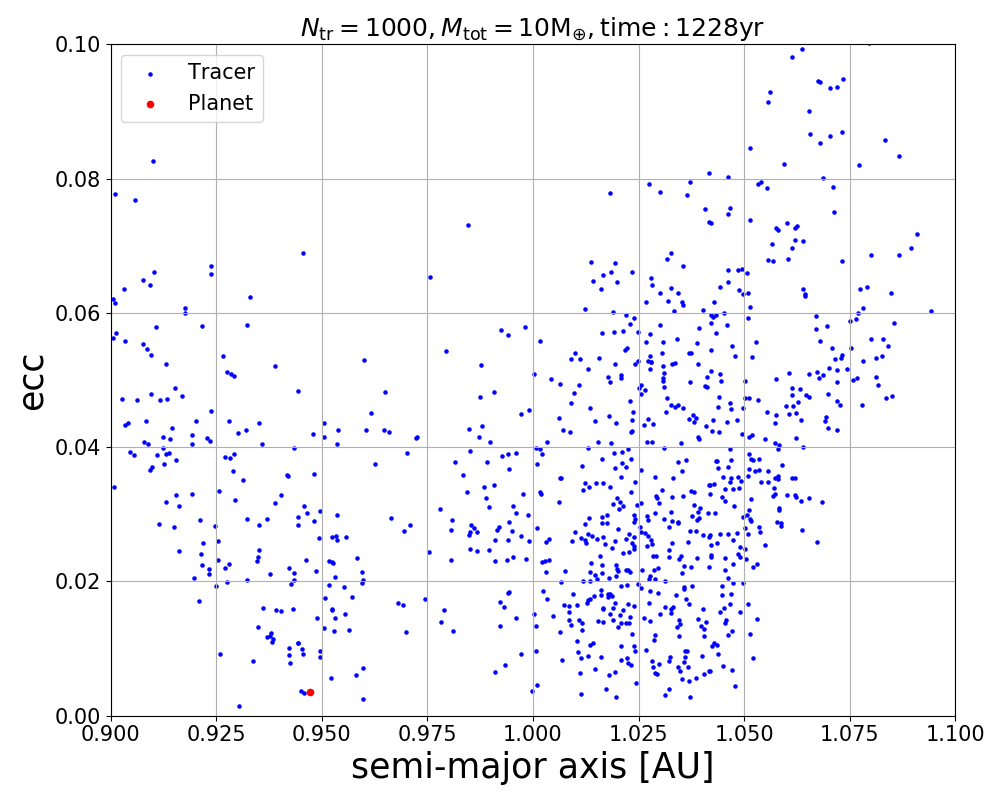 N_tr = 1000, M_tot = 10M_⊕, time : 1228yr
Tracer
Planet
ecc
0.10
0.08
0.06
0.04
0.02
0.00
0.900 0.925 0.950 0.975 1.000 1.025 1.050 1.075 1.100
semi-major axis [AU]